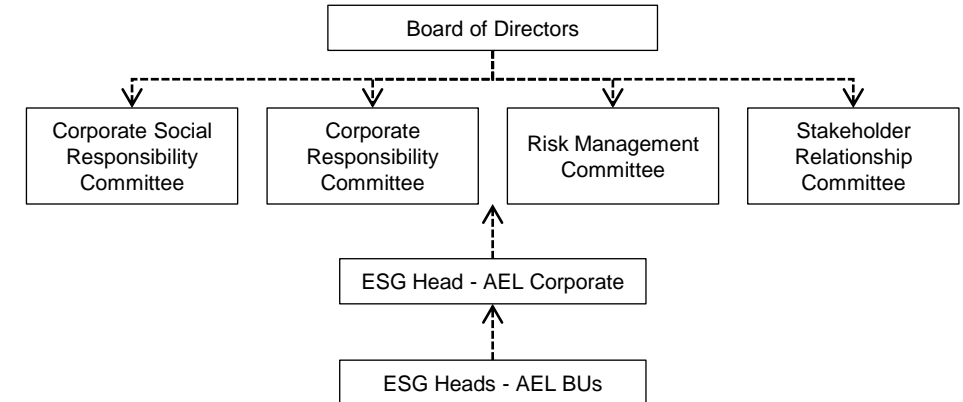 Board of Directors
Corporate Social
Responsibility
Committee
Corporate
Responsibility
Committee
Risk Management
Committee
Stakeholder
Relationship
Committee
ESG Head - AEL Corporate
ESG Heads - AEL BUs